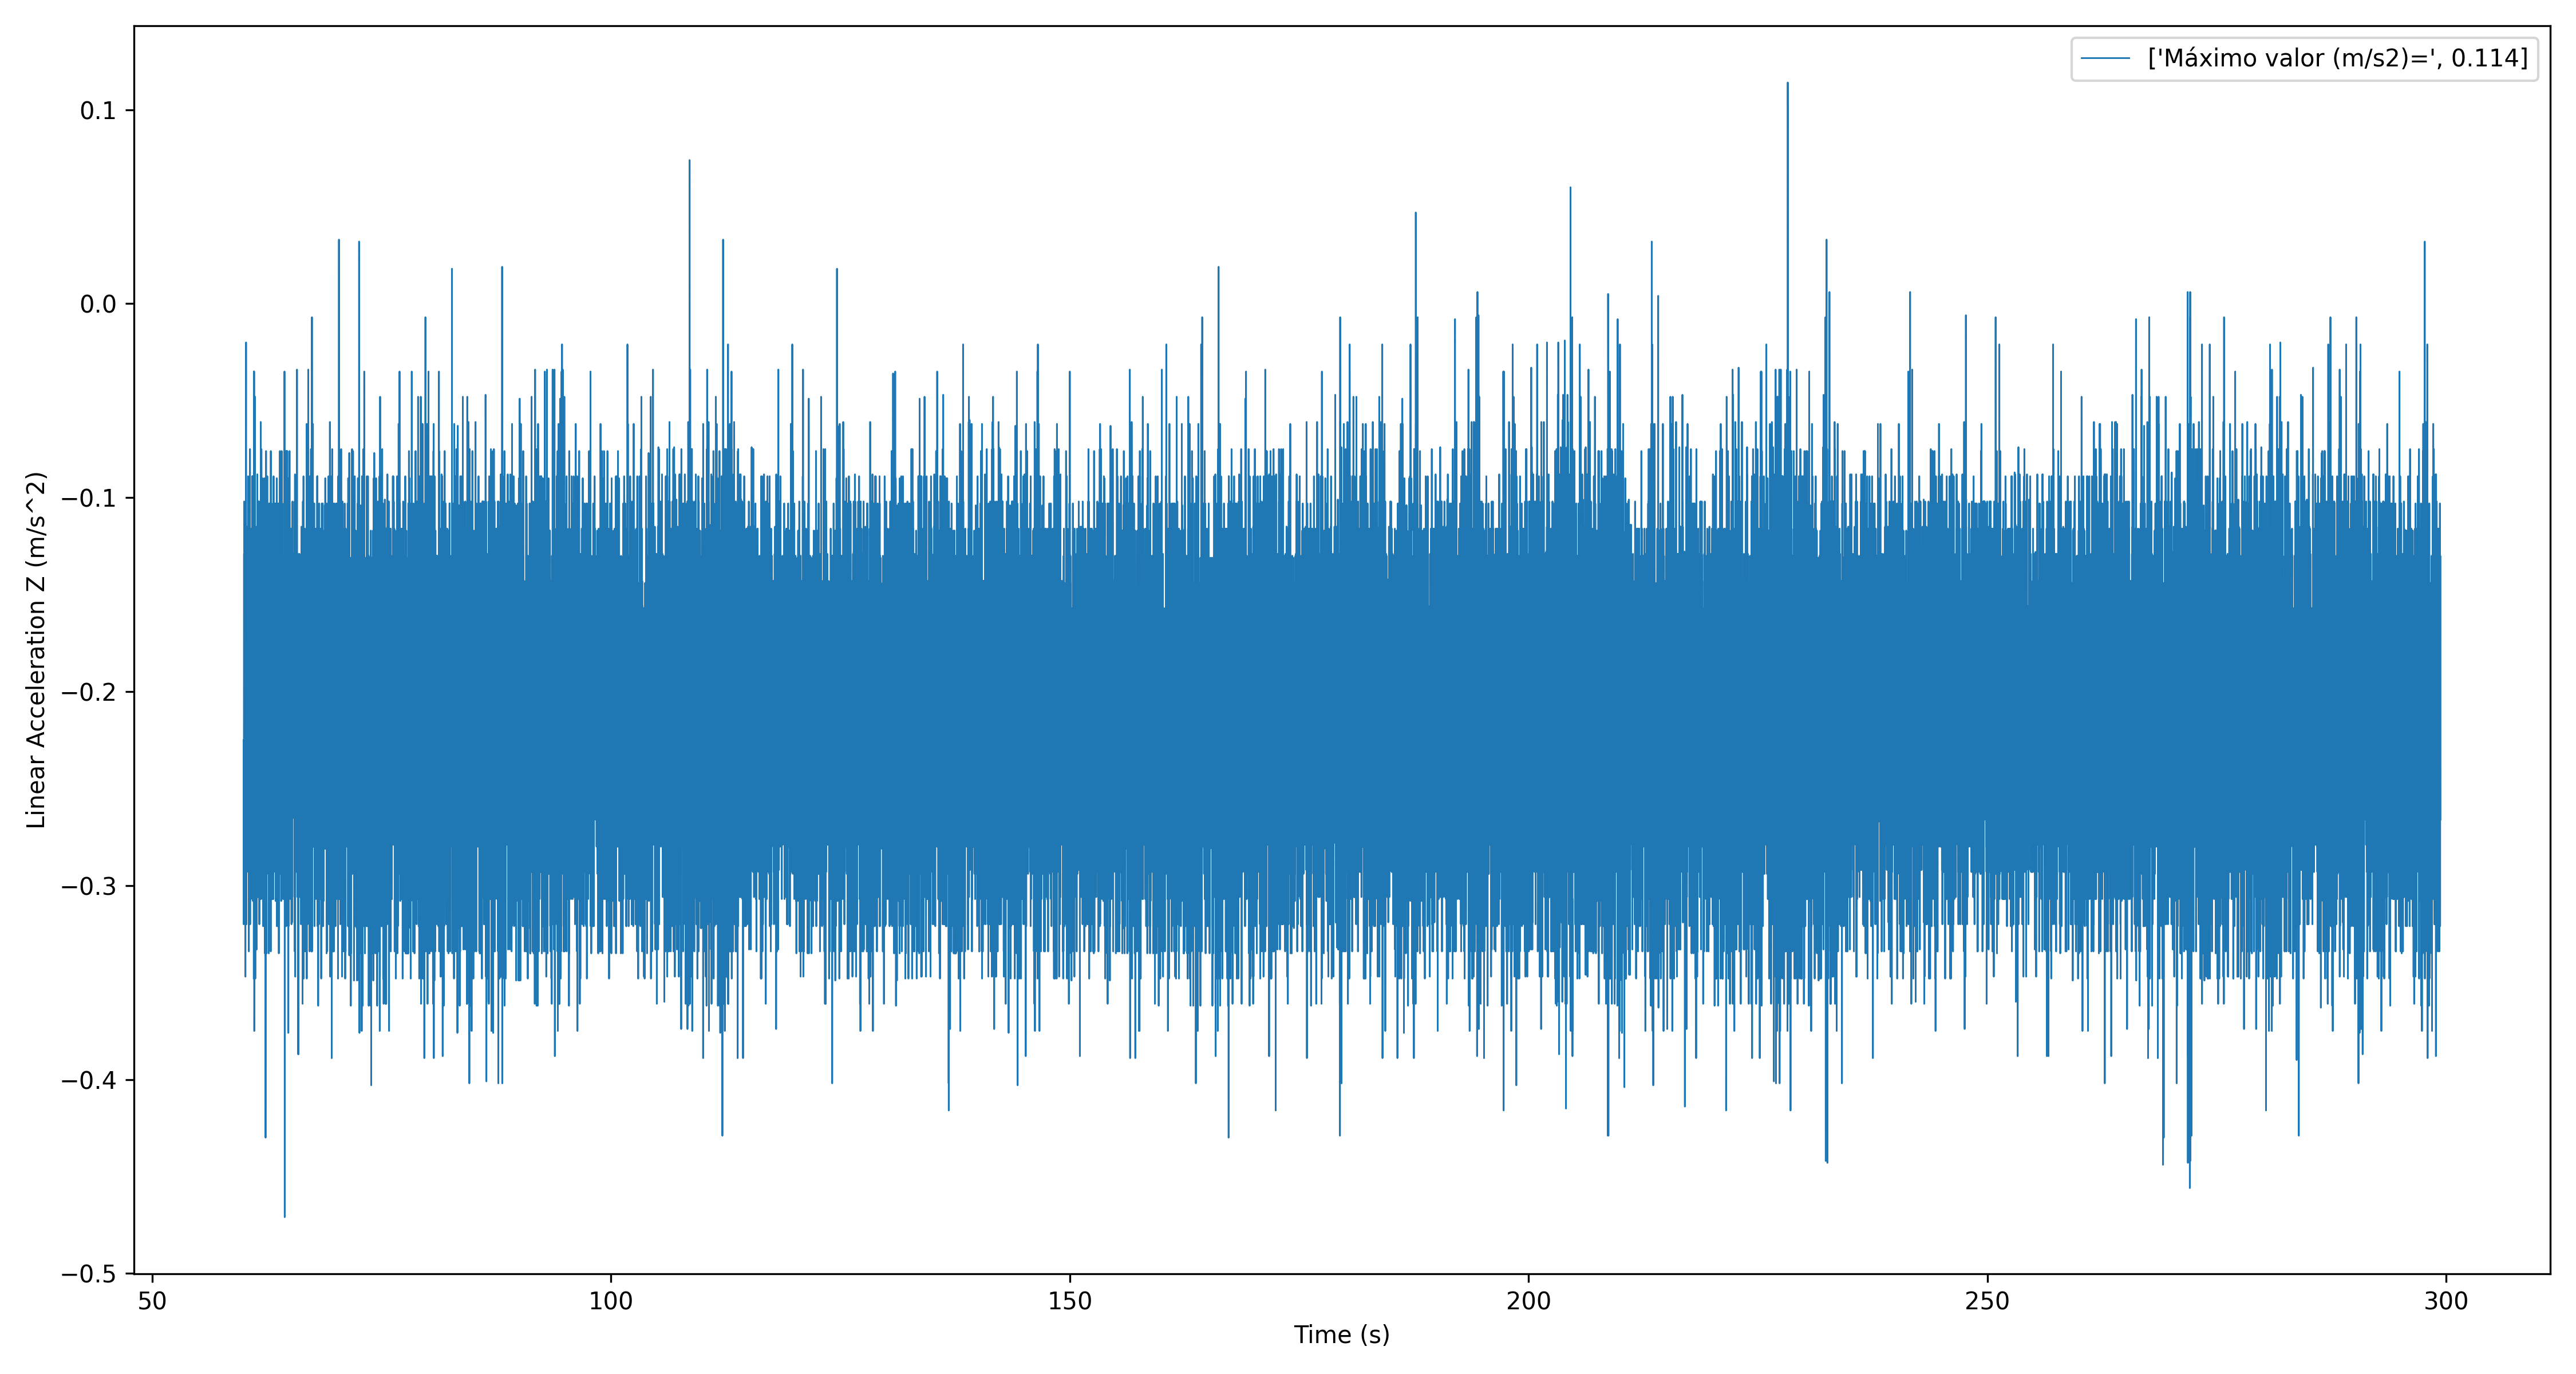 ['Máximo valor (m/s2)=', 0.114]
0.1
0.0
−0.1
−0.2
−0.3
−0.4
−0.5
Linear Acceleration Z (m/s^2)
50 100 150 200 250 300
Time (s)